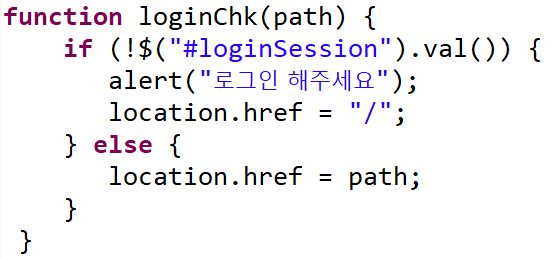 function loginChk(path) {
    if (!$("#loginSession").val()) {
       alert("로그인 해주세요");
       location.href = "/";
    } else {
       location.href = path;
    }
 }